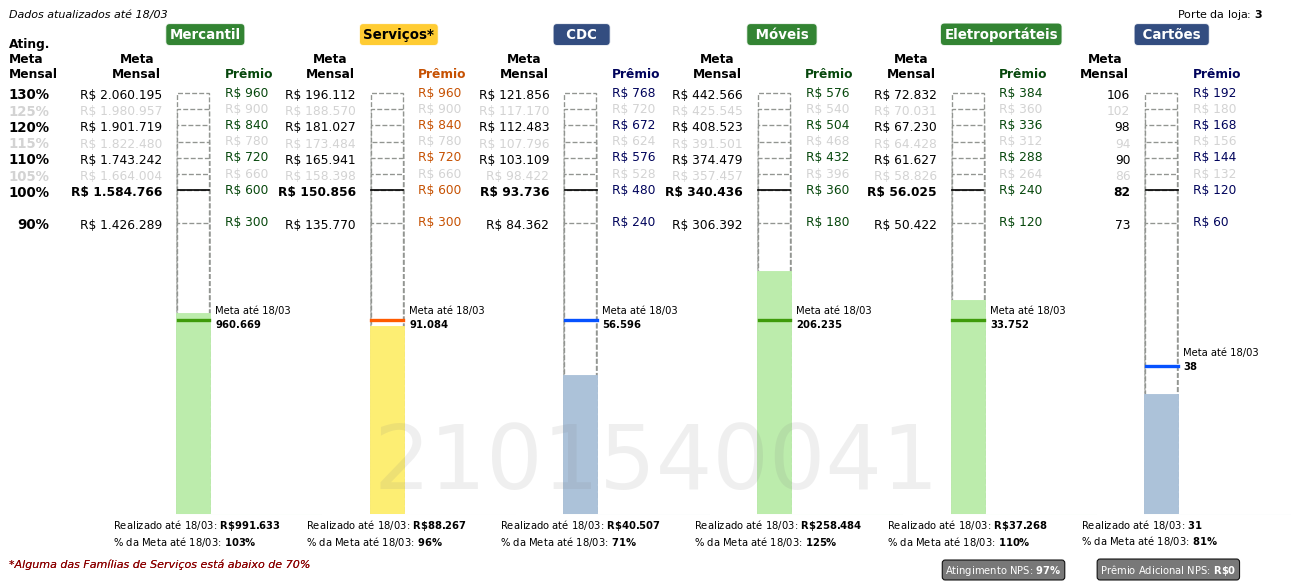 Dados atualizados até 18/03 Porte da loja: 3
Mercantil Serviços* CDC Móveis Eletroportáteis Cartões
Ating.
Meta Meta Meta Meta Meta Meta Meta
Mensal Mensal Prêmio Mensal Prêmio Mensal Prêmio Mensal Prêmio Mensal Prêmio Mensal Prêmio
130% R$ 2.060.195 R$ 960 R$ 196.112 R$ 960 R$ 121.856 R$ 768 R$ 442.566 R$ 576 R$ 72.832 R$ 384 106 R$ 192
125% R$ 1.980.957 R$ 900 R$ 188.570 R$ 900 R$ 117.170 R$ 720 R$ 425.545 R$ 540 R$ 70.031 R$ 360 102 R$ 180
120% R$ 1.901.719 R$ 840 R$ 181.027 R$ 840 R$ 112.483 R$ 672 R$ 408.523 R$ 504 R$ 67.230 R$ 336 98 R$ 168
115% R$ 1.822.480 R$ 780 R$ 173.484 R$ 780 R$ 107.796 R$ 624 R$ 391.501 R$ 468 R$ 64.428 R$ 312 94 R$ 156
110% R$ 1.743.242 R$ 720 R$ 165.941 R$ 720 R$ 103.109 R$ 576 R$ 374.479 R$ 432 R$ 61.627 R$ 288 90 R$ 144
105% R$ 1.664.004 R$ 660 R$ 158.398 R$ 660 R$ 98.422 R$ 528 R$ 357.457 R$ 396 R$ 58.826 R$ 264 86 R$ 132
100% R$ 1.584.766 R$ 600 R$ 150.856 R$ 600 R$ 93.736 R$ 480 R$ 340.436 R$ 360 R$ 56.025 R$ 240 82 R$ 120
90% R$ 1.426.289 R$ 300 R$ 135.770 R$ 300 R$ 84.362 R$ 240 R$ 306.392 R$ 180 R$ 50.422 R$ 120 73 R$ 60
Meta até 18/03 Meta até 18/03 Meta até 18/03 Meta até 18/03 Meta até 18/03
960.669 91.084 56.596 206.235 33.752
Meta até 18/03
38
2101540041
Realizado até 18/03: R$991.633 Realizado até 18/03: R$88.267 Realizado até 18/03: R$40.507 Realizado até 18/03: R$258.484 Realizado até 18/03: R$37.268 Realizado até 18/03: 31
% da Meta até 18/03: 103% % da Meta até 18/03: 96% % da Meta até 18/03: 71% % da Meta até 18/03: 125% % da Meta até 18/03: 110% % da Meta até 18/03: 81%
*Alguma das Famílias de Serviços está abaixo de 70% Atingimento NPS: 97% Prêmio Adicional NPS: R$0